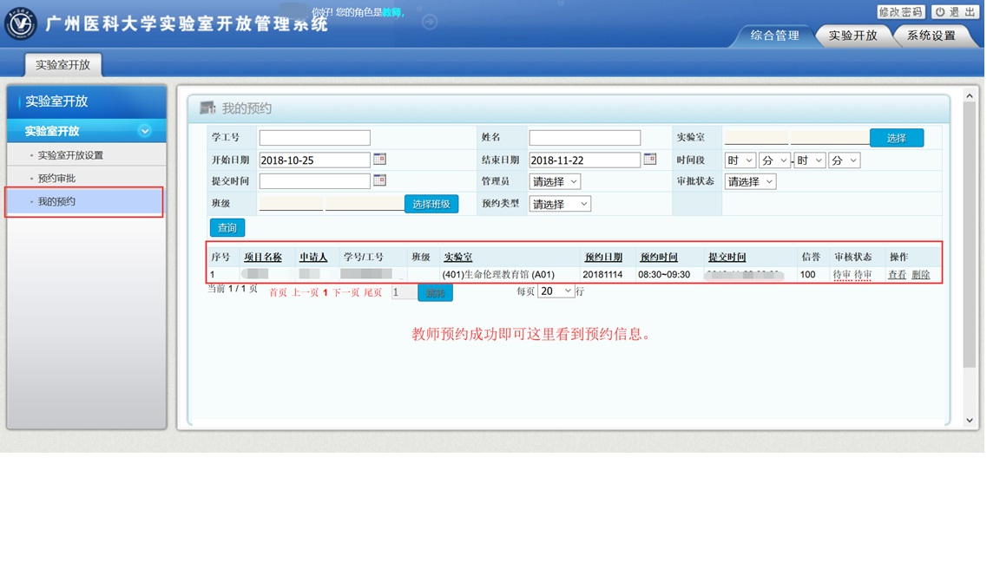 你好! 您的角色是教师,
修改密码 退 出
广州医科大学实验室开放管理系统
综合管理 实验开放 系统设置
实验室开放
实验室开放
实验室开放
实验室开放设置
预约审批
我的预约
我的预约
学工号 姓名 实验室 选择
开始日期 2018-10-25 结束日期 2018-11-22 时间段 时 分 - 时 分
提交时间 管理员 请选择 审批状态 请选择
班级 选择班级 预约类型 请选择
查询
序号 项目名称 申请人 学号/工号 班级 实验室 预约日期 预约时间 提交时间 信誉 审核状态 操作
1 (401)生命伦理教育馆 (A01) 20181114 08:30~09:30 100 待审 待审 查看 删除
当前 1 / 1 页 首页 上一页 1 下一页 尾页 1 跳转 每页 20 行
教师预约成功即可这里看到预约信息。